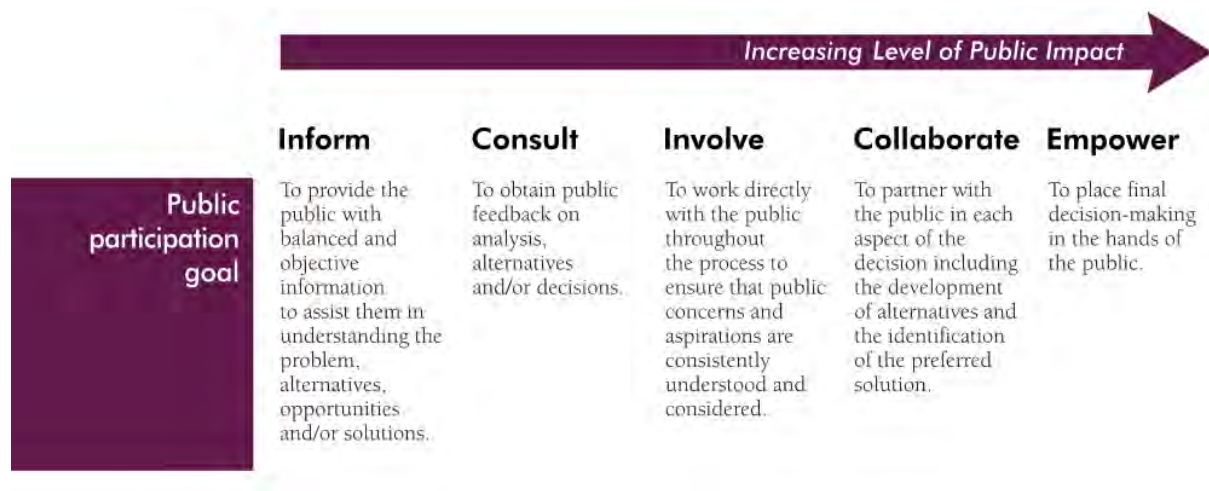 Increasing Level of Public Impact
Public
participation
goal
Inform
To provide the
public with
balanced and
objective
information
to assist them in
understanding the
problem,
alternatives,
opportunities
and/or solutions.
Consult
To obtain public
feedback on
analysis,
alternatives
and/or decisions.
Involve
To work directly
with the public
throughout
the process to
ensure that public
concerns and
aspirations are
consistently
understood and
considered.
Collaborate
To partner with
the public in each
aspect of the
decision including
the development
of alternatives and
the identification
of the preferred
solution.
Empower
To place final
decision-making
in the hands of
the public.